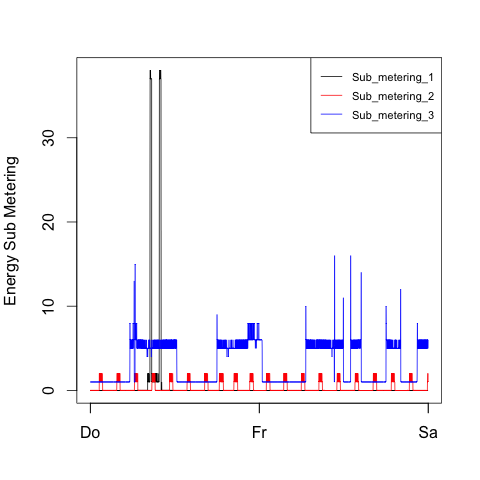 Sub_metering_1
Sub_metering_2
Sub_metering_3
Energy Sub Metering
30
20
10
0
Do Fr Sa